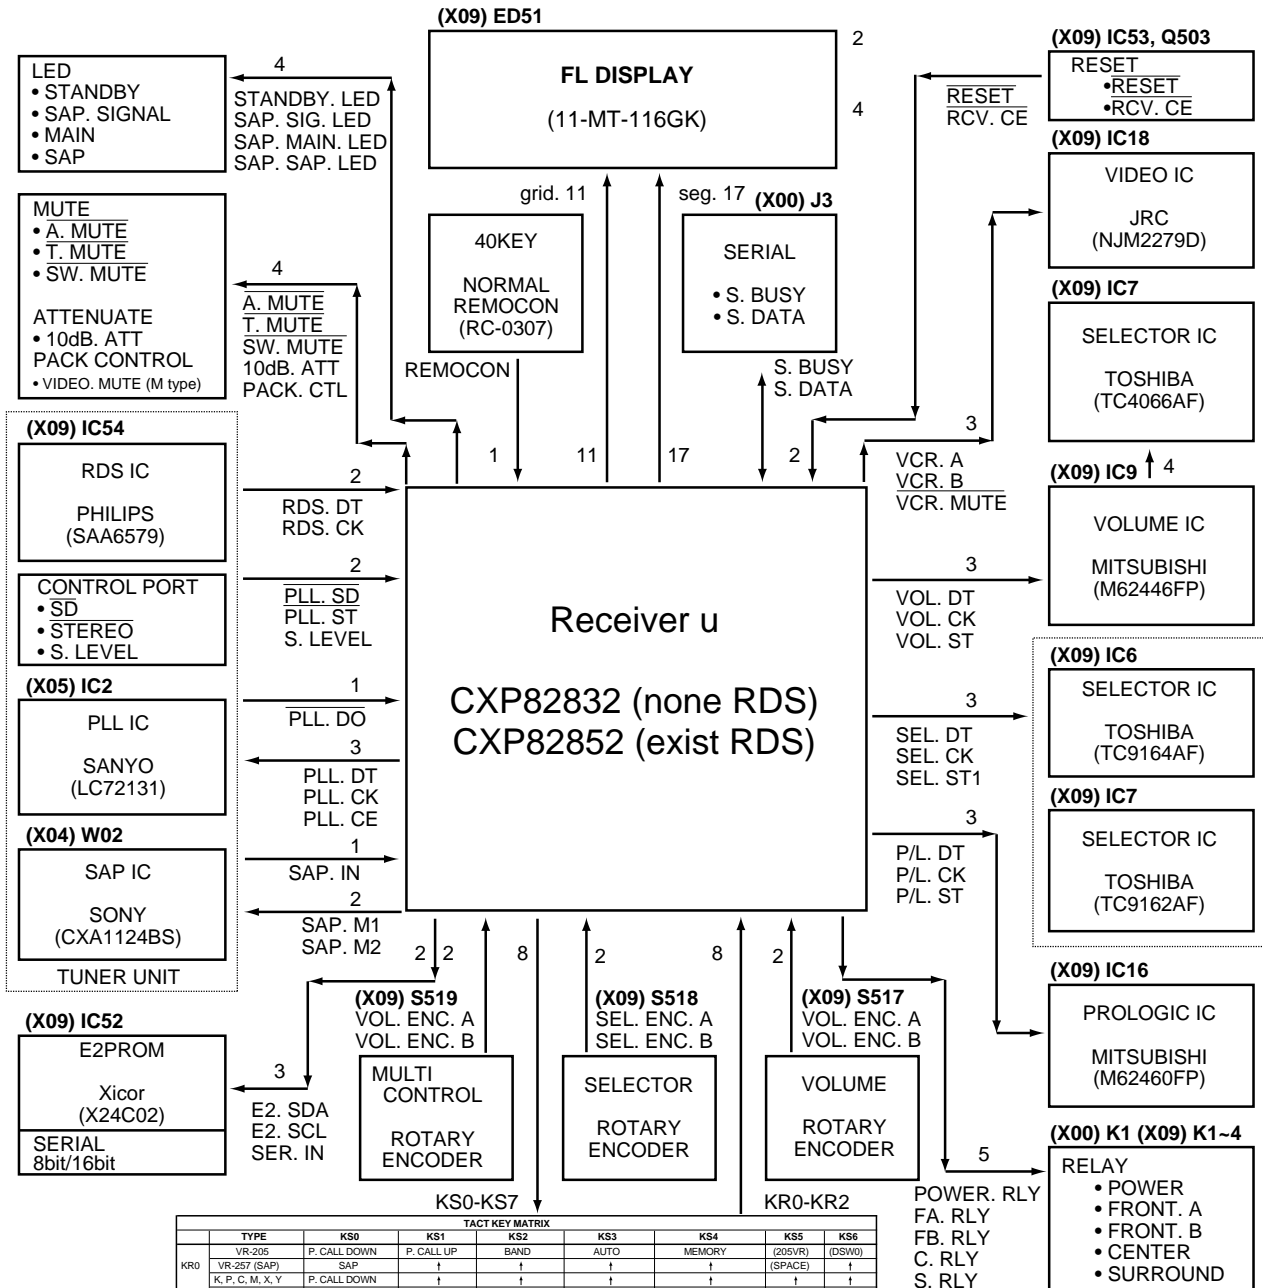 (X09) ED51
FL DISPLAY
(11-MT-116GK)
2
4
(X09) IC53, Q503
RESET
•RESET
•RCV. CE
RESET
RCV. CE
LED
• STANDBY
• SAP. SIGNAL
• MAIN
• SAP
4
STANDBY. LED
SAP. SIG. LED
SAP. MAIN. LED
SAP. SAP. LED
(X09) IC18
VIDEO IC
JRC
(NJM2279D)
grid. 11
seg. 17
(X00) J3
MUTE
• A. MUTE
• T. MUTE
• SW. MUTE
ATTENUATE
• 10dB. ATT
PACK CONTROL
• VIDEO. MUTE (M type)
4
A. MUTE
T. MUTE
SW. MUTE
10dB. ATT
PACK. CTL
40KEY
NORMAL
REMOCON
(RC-0307)
REMOCON
SERIAL
• S. BUSY
• S. DATA
S. BUSY
S. DATA
(X09) IC7
SELECTOR IC
TOSHIBA
(TC4066AF)
1
11
17
2
3
VCR. A
VCR. B
VCR. MUTE
4
(X09) IC54
RDS IC
PHILIPS
(SAA6579)
2
RDS. DT
RDS. CK
(X09) IC9
VOLUME IC
MITSUBISHI
(M62446FP)
3
VOL. DT
VOL. CK
VOL. ST
CONTROL PORT
• SD
• STEREO
• S. LEVEL
2
PLL. SD
PLL. ST
S. LEVEL
Receiver u
CXP82832 (none RDS)
CXP82852 (exist RDS)
(X09) IC6
SELECTOR IC
TOSHIBA
(TC9164AF)
3
SEL. DT
SEL. CK
SEL. ST1
(X05) IC2
PLL IC
SANYO
(LC72131)
1
PLL. DO
3
PLL. DT
PLL. CK
PLL. CE
(X09) IC7
SELECTOR IC
TOSHIBA
(TC9162AF)
3
P/L. DT
P/L. CK
P/L. ST
(X04) W02
SAP IC
SONY
(CXA1124BS)
TUNER UNIT
1
SAP. IN
2
SAP. M1
SAP. M2
2
2
8
2
8
2
(X09) IC16
PROLOGIC IC
MITSUBISHI
(M62460FP)
(X09) IC52
E2PROM
Xicor
(X24C02)
SERIAL
8bit/16bit
3
E2. SDA
E2. SCL
SER. IN
(X09) S519
VOL. ENC. A
VOL. ENC. B
MULTI
CONTROL
ROTARY
ENCODER
(X09) S518
SEL. ENC. A
SEL. ENC. B
SELECTOR
ROTARY
ENCODER
(X09) S517
VOL. ENC. A
VOL. ENC. B
VOLUME
ROTARY
ENCODER
(X00) K1 (X09) K1~4
RELAY
• POWER
• FRONT. A
• FRONT. B
• CENTER
• SURROUND
5
POWER. RLY
FA. RLY
FB. RLY
C. RLY
S. RLY
KS0-KS7
KR0-KR2
TACT KEY MATRIX
TYPE KS0 KS1 KS2 KS3 KS4 KS5 KS6
KR0 VR-205 P. CALL DOWN P. CALL UP BAND AUTO MEMORY (205VR) (DSW0)
VR-257 (SAP) SAP ↑ ↑ ↑ ↑ (SPACE) ↑
K, P, C, M, X, Y P. CALL DOWN ↑ ↑ ↑ ↑ ↑ ↑